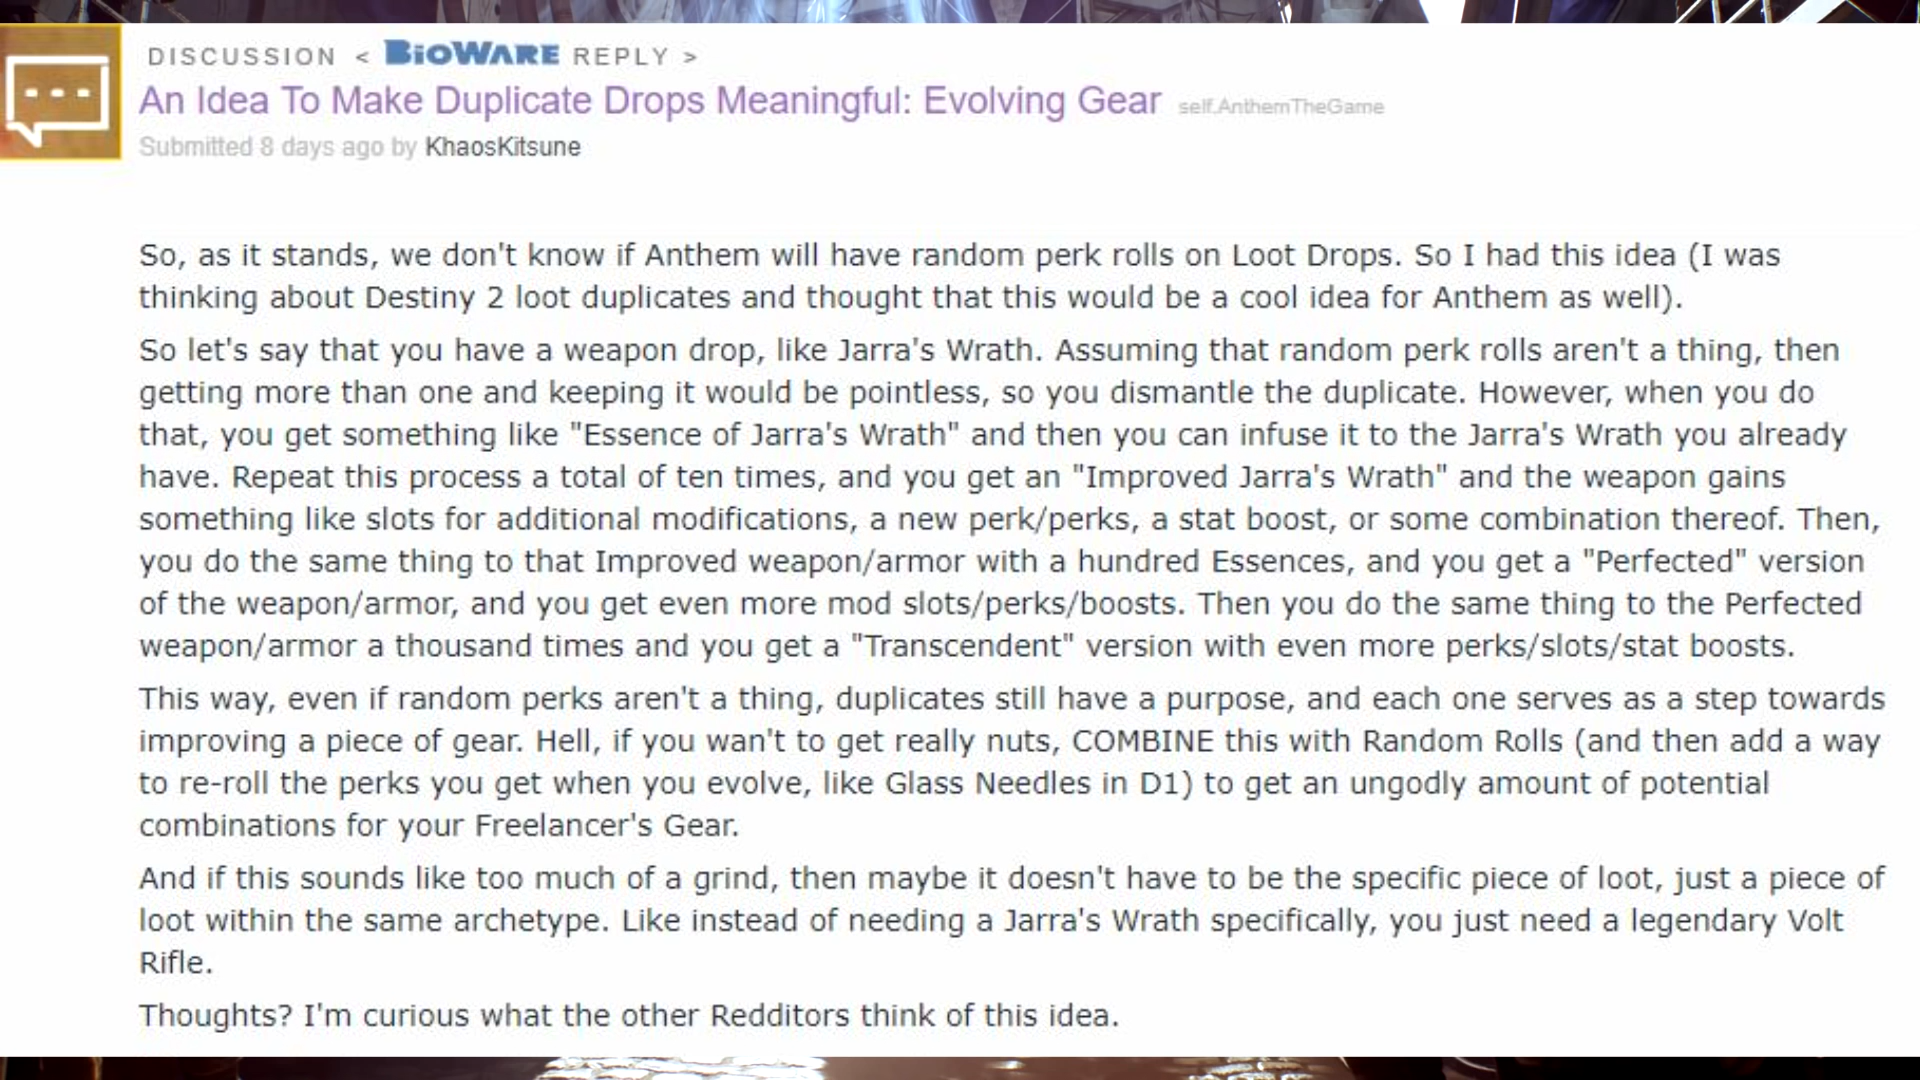 DISCUSSION < BIOWARE REPLY >
An Idea To Make Duplicate Drops Meaningful: Evolving Gear self.AnthemTheGame
Submitted 8 days ago by KhaosKitsune
So, as it stands, we don't know if Anthem will have random perk rolls on Loot Drops. So I had this idea (I was
thinking about Destiny 2 loot duplicates and thought that this would be a cool idea for Anthem as well).
So let's say that you have a weapon drop, like Jarra's Wrath. Assuming that random perk rolls aren't a thing, then
getting more than one and keeping it would be pointless, so you dismantle the duplicate. However, when you do
that, you get something like "Essence of Jarra's Wrath" and then you can infuse it to the Jarra's Wrath you already
have. Repeat this process a total of ten times, and you get an "Improved Jarra's Wrath" and the weapon gains
something like slots for additional modifications, a new perk/perks, a stat boost, or some combination thereof. Then,
you do the same thing to that Improved weapon/armor with a hundred Essences, and you get a "Perfected" version
of the weapon/armor, and you get even more mod slots/perks/boosts. Then you do the same thing to the Perfected
weapon/armor a thousand times and you get a "Transcendent" version with even more perks/slots/stat boosts.
This way, even if random perks aren't a thing, duplicates still have a purpose, and each one serves as a step towards
improving a piece of gear. Hell, if you wan't to get really nuts, COMBINE this with Random Rolls (and then add a way
to re-roll the perks you get when you evolve, like Glass Needles in D1) to get an ungodly amount of potential
combinations for your Freelancer's Gear.
And if this sounds like too much of a grind, then maybe it doesn't have to be the specific piece of loot, just a piece of
loot within the same archetype. Like instead of needing a Jarra's Wrath specifically, you just need a legendary Volt
Rifle.
Thoughts? I'm curious what the other Redditors think of this idea.